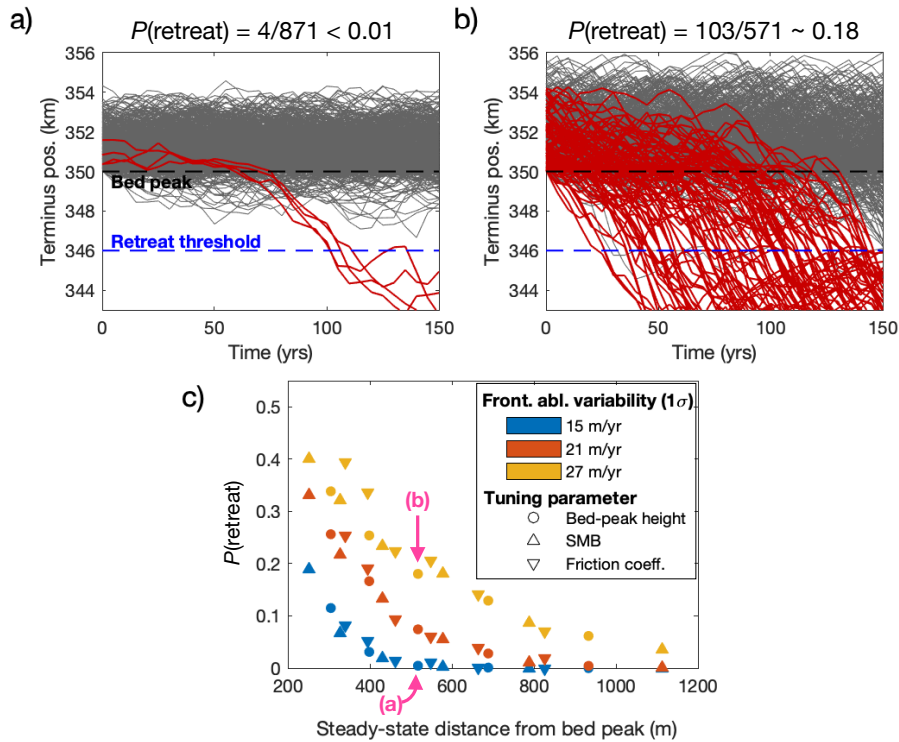 a)
P(retreat) = 4/871 < 0.01
356
354
352
350
348
346
344
Terminus pos. (km)
Bed peak
Retreat threshold
0
50
100
150
Time (yrs)
b)
P(retreat) = 103/571 ~ 0.18
356
354
352
350
348
346
344
Terminus pos. (km)
0
50
100
150
Time (yrs)
c)
0.5
0.4
0.3
0.2
0.1
0
P(retreat)
Front. abl. variability (1σ)
15 m/yr
21 m/yr
27 m/yr
Tuning parameter
Bed-peak height
SMB
Friction coeff.
(b)
(a)
200
400
600
800
1000
1200
Steady-state distance from bed peak (m)